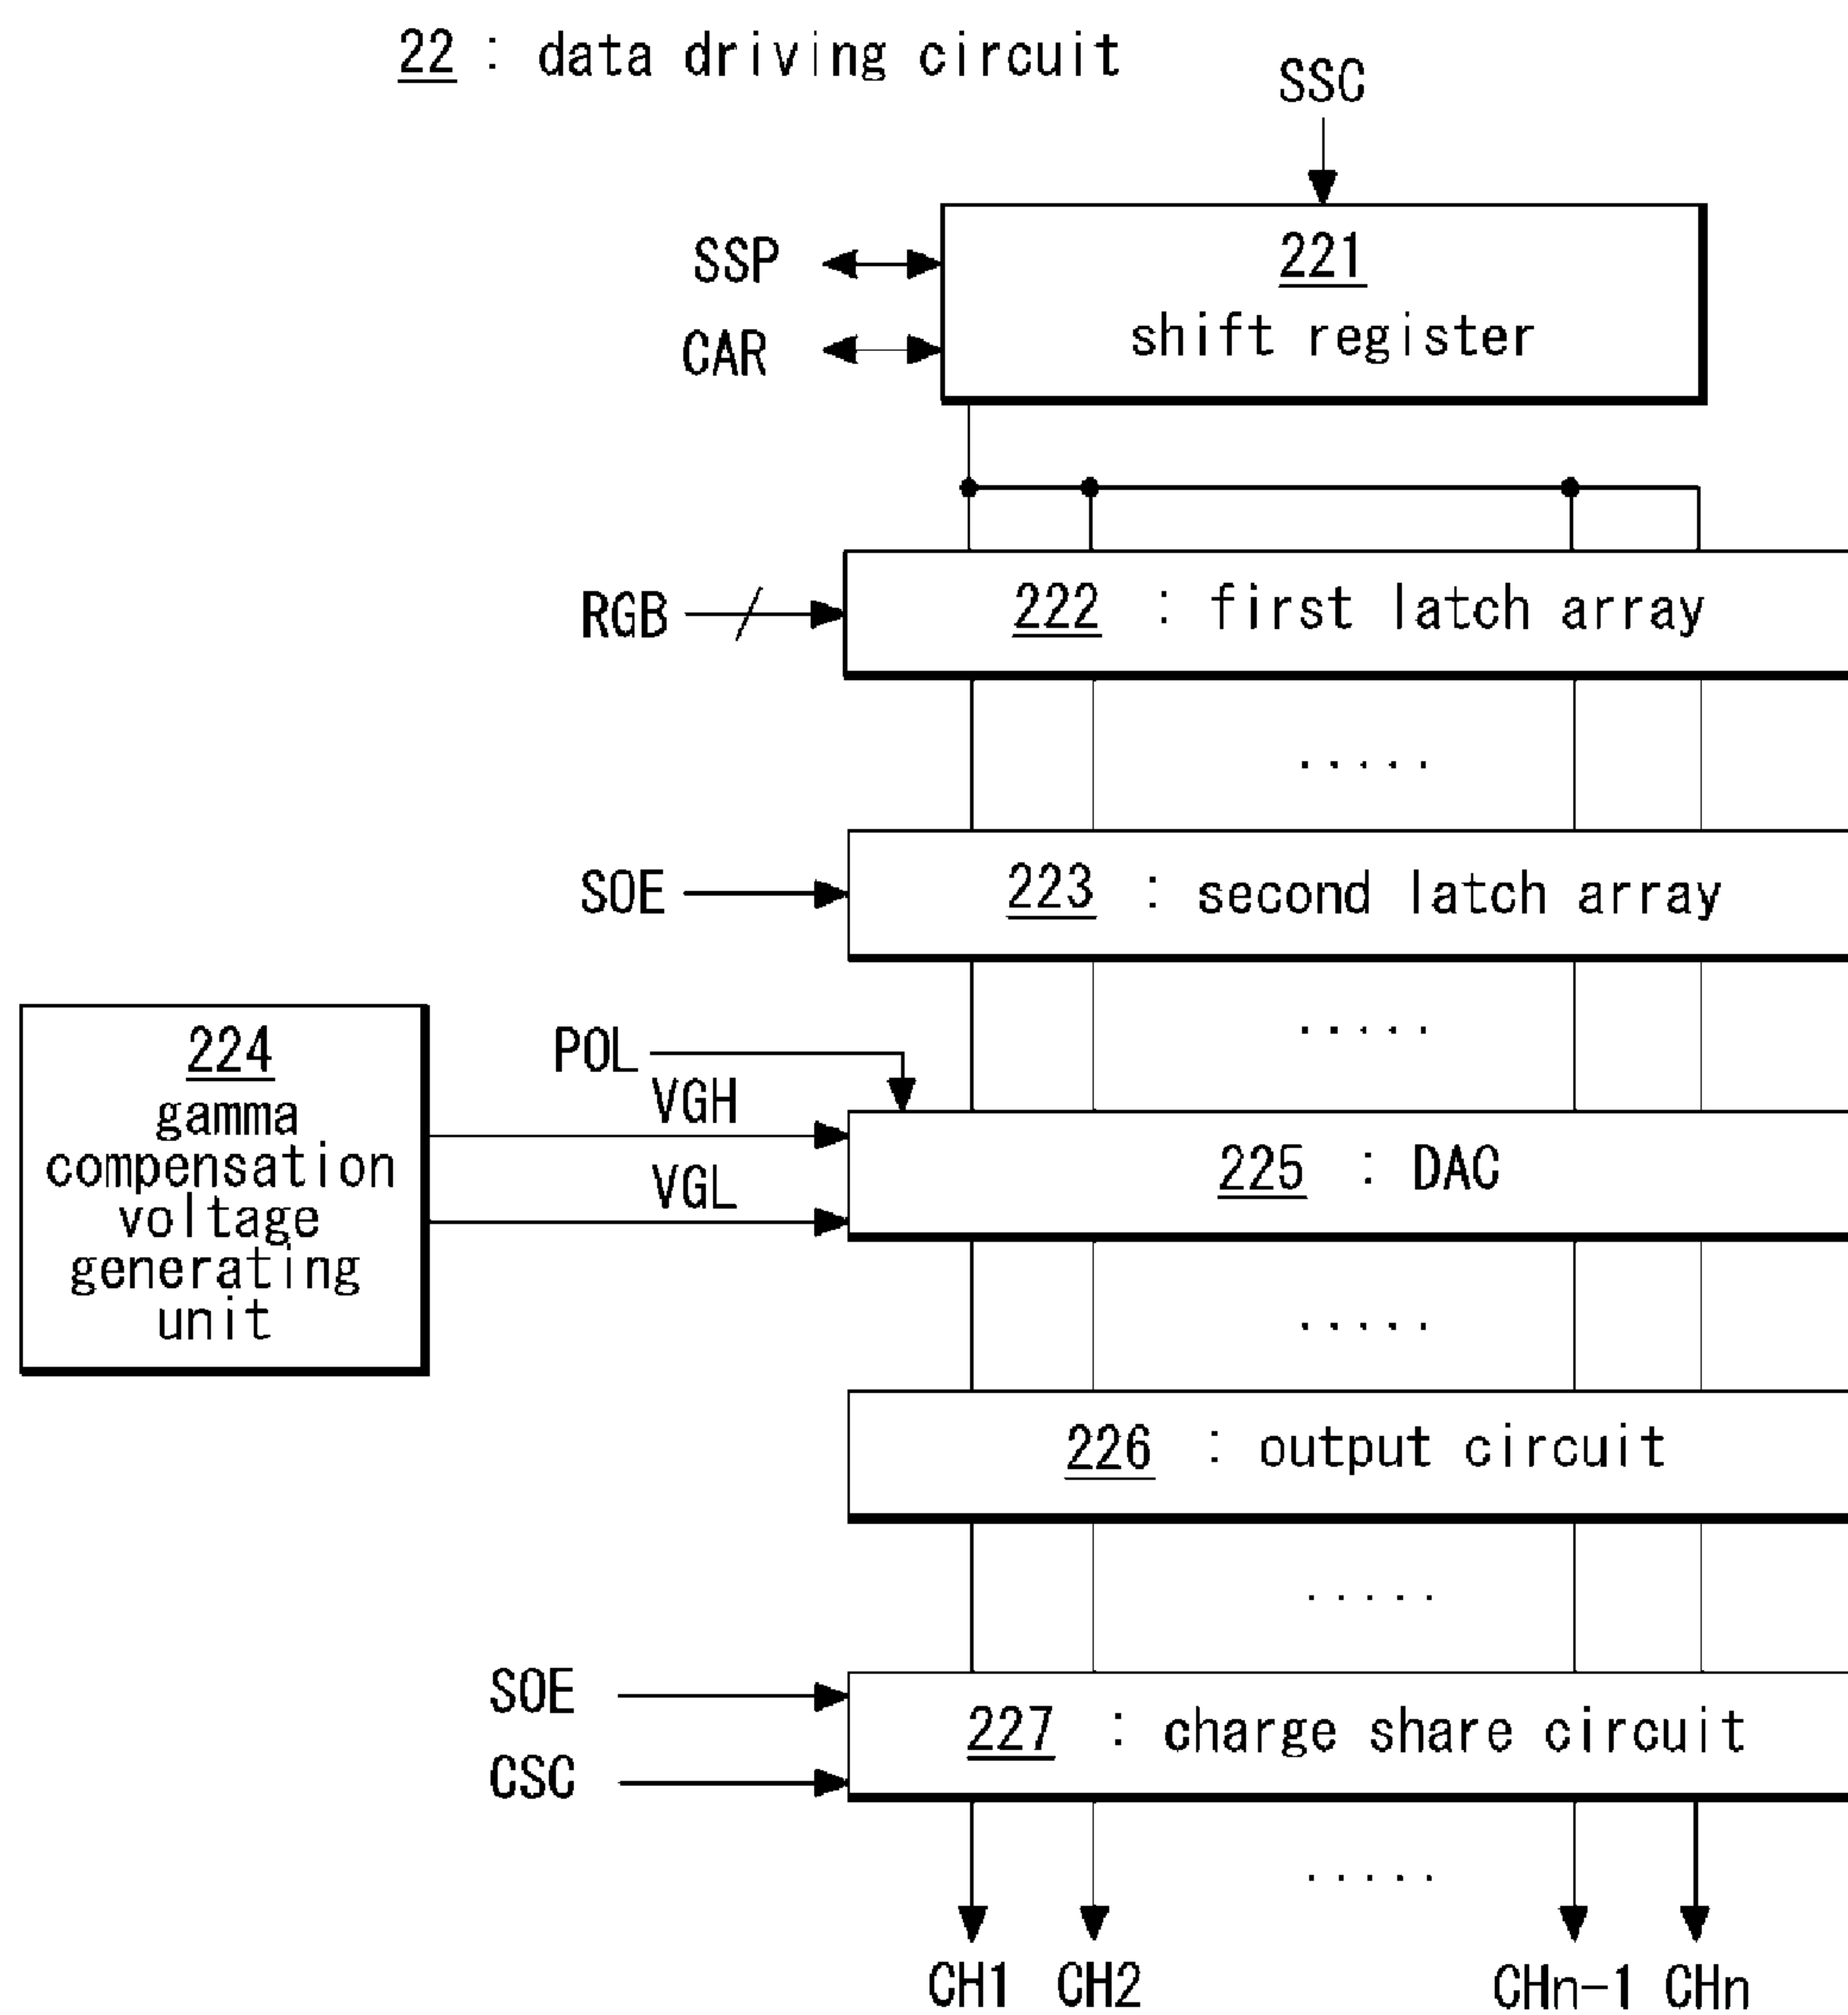 22 : data driving circuit
SSC
SSP
CAR
221
shift register
RGB
222 : first latch array
.....
SOE
223 : second latch array
.....
224
gamma
compensation
voltage
generating
unit
POL
VGH
VGL
225 : DAC
.....
226 : output circuit
.....
SOE
CSC
227 : charge share circuit
.....
CH1 CH2 CHn-1 CHn